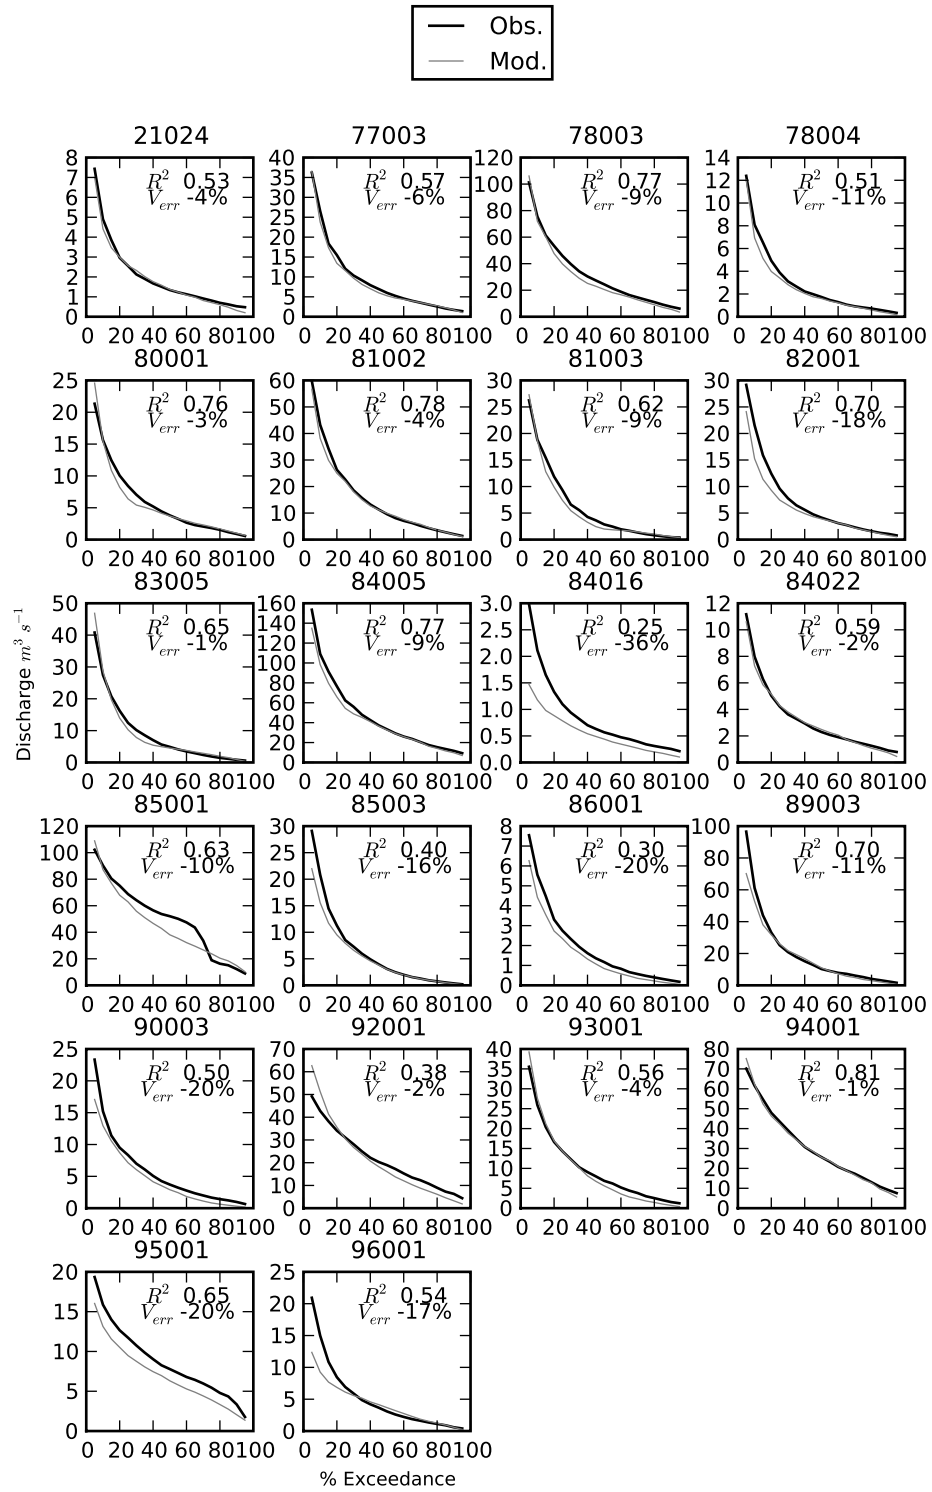 Obs.
Mod.
21024 77003 78003 78004
8 7 6 5 4 3 2 1 0
R² 0.53
V_err -4%
0 20 40 60 80100
40 35 30 25 20 15 10 5 0
R² 0.57
V_err -6%
0 20 40 60 80100
120 100 80 60 40 20 0
R² 0.77
V_err -9%
0 20 40 60 80100
14 12 10 8 6 4 2 0
R² 0.51
V_err -11%
0 20 40 60 80100
80001 81002 81003 82001
25 20 15 10 5 0
R² 0.76
V_err -3%
0 20 40 60 80100
60 50 40 30 20 10 0
R² 0.78
V_err -4%
0 20 40 60 80100
30 25 20 15 10 5 0
R² 0.62
V_err -9%
0 20 40 60 80100
30 25 20 15 10 5 0
R² 0.70
V_err -18%
0 20 40 60 80100
Discharge m³ s⁻¹
83005 84005 84016 84022
50 40 30 20 10 0
R² 0.65
V_err -1%
0 20 40 60 80100
160 140 120 100 80 60 40 20 0
R² 0.77
V_err -9%
0 20 40 60 80100
3.0 2.5 2.0 1.5 1.0 0.5 0.0
R² 0.25
V_err -36%
0 20 40 60 80100
12 10 8 6 4 2 0
R² 0.59
V_err -2%
0 20 40 60 80100
85001 85003 86001 89003
120 100 80 60 40 20 0
R² 0.63
V_err -10%
0 20 40 60 80100
30 25 20 15 10 5 0
R² 0.40
V_err -16%
0 20 40 60 80100
8 7 6 5 4 3 2 1 0
R² 0.30
V_err -20%
0 20 40 60 80100
100 80 60 40 20 0
R² 0.70
V_err -11%
0 20 40 60 80100
90003 92001 93001 94001
25 20 15 10 5 0
R² 0.50
V_err -20%
0 20 40 60 80100
70 60 50 40 30 20 10 0
R² 0.38
V_err -2%
0 20 40 60 80100
40 35 30 25 20 15 10 5 0
R² 0.56
V_err -4%
0 20 40 60 80100
80 70 60 50 40 30 20 10 0
R² 0.81
V_err -1%
0 20 40 60 80100
95001 96001
20 15 10 5 0
R² 0.65
V_err -20%
0 20 40 60 80100
25 20 15 10 5 0
R² 0.54
V_err -17%
0 20 40 60 80100
% Exceedance